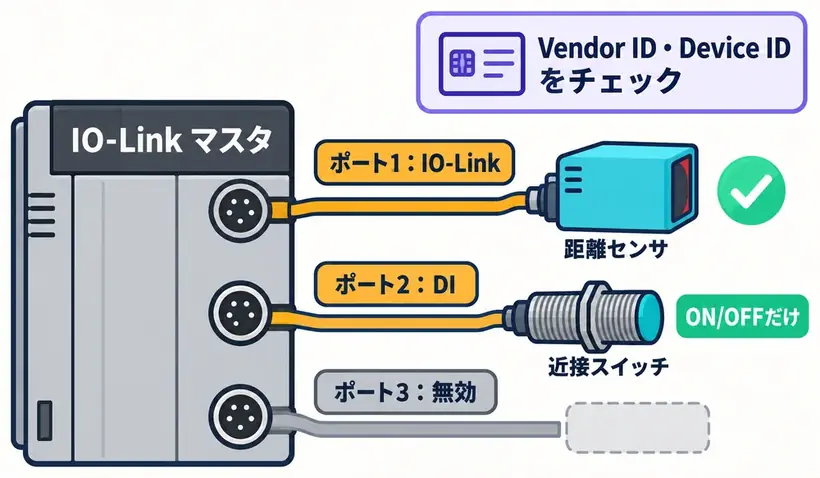 Vendor ID・Device ID
をチェック
IO-Link マスタ
ポート1：IO-Link
距離センサ
ポート2：DI
ON/OFFだけ
近接スイッチ
ポート3：無効